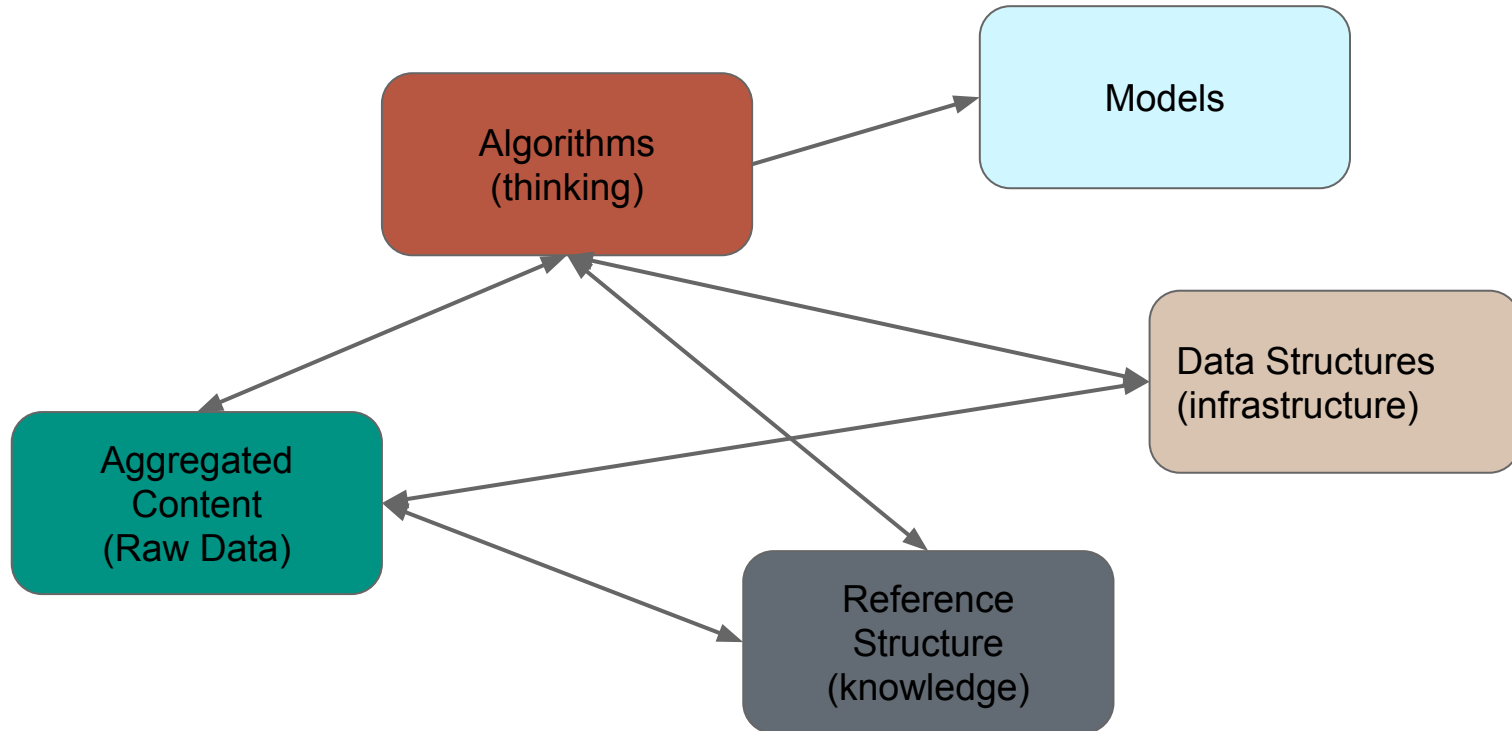 Models
Algorithms
(thinking)
Data Structures
(infrastructure)
Aggregated
Content
(Raw Data)
Reference
Structure
(knowledge)